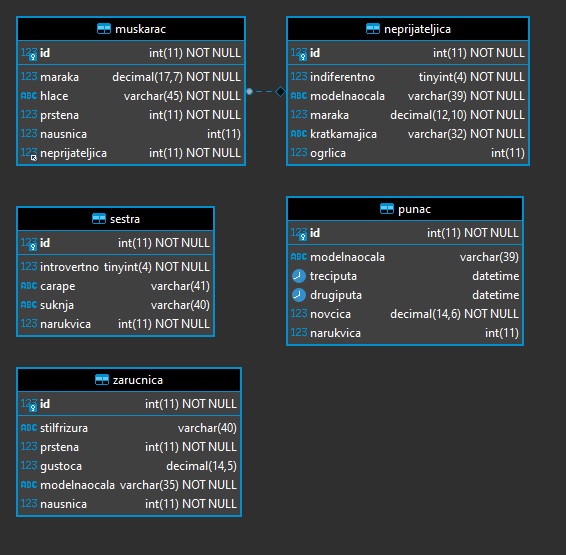 muskarac
123 id int(11) NOT NULL
123 maraka decimal(17,7) NOT NULL
ABC hlace varchar(45) NOT NULL
123 prstena int(11) NOT NULL
123 nausnica int(11)
123 neprijateljica int(11) NOT NULL
neprijateljica
123 id int(11) NOT NULL
123 indiferentno tinyint(4) NOT NULL
ABC modelnaocala varchar(39) NOT NULL
123 maraka decimal(12,10) NOT NULL
ABC kratkamajica varchar(32) NOT NULL
123 ogrlica int(11)
sestra
123 id int(11) NOT NULL
123 introvertno tinyint(4) NOT NULL
ABC carape varchar(41)
ABC suknja varchar(40)
123 narukvica int(11) NOT NULL
punac
123 id int(11) NOT NULL
ABC modelnaocala varchar(39)
treciputa datetime
drugiputa datetime
123 novcica decimal(14,6) NOT NULL
123 narukvica int(11)
zarucnica
123 id int(11) NOT NULL
ABC stilfrizura varchar(40)
123 prstena int(11) NOT NULL
123 gustoca decimal(14,5)
ABC modelnaocala varchar(35) NOT NULL
123 nausnica int(11) NOT NULL